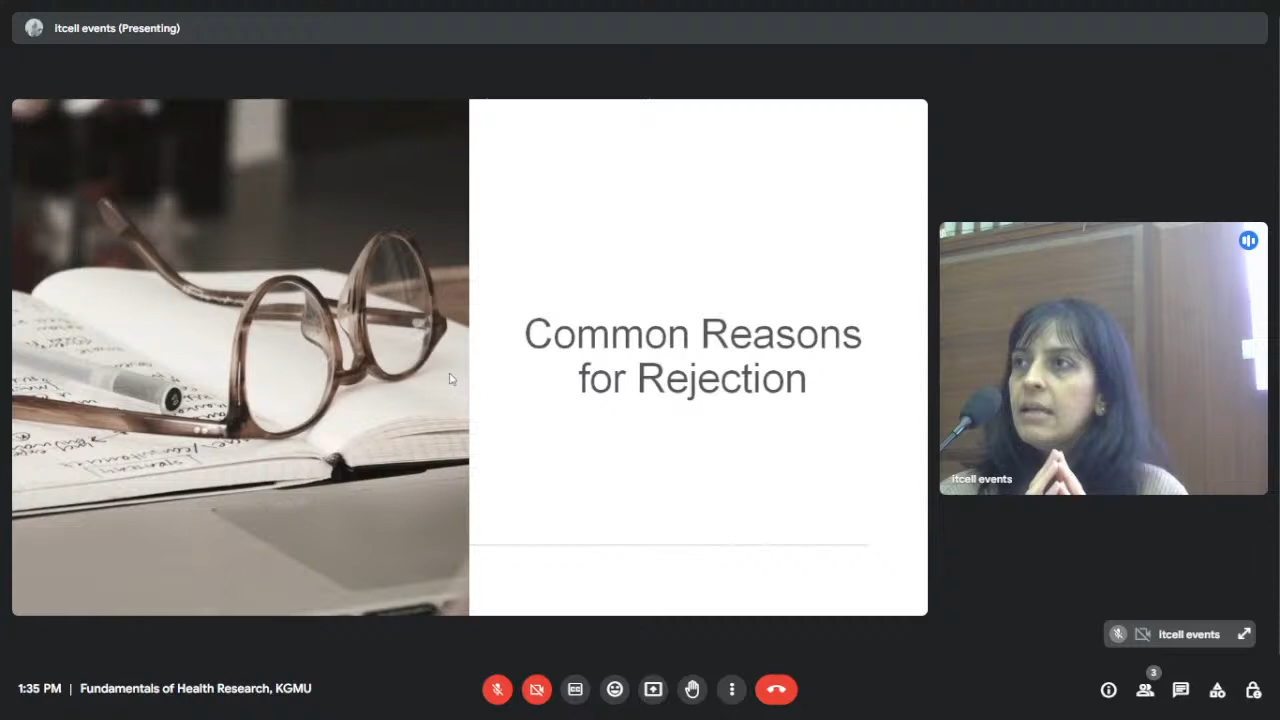 itcell events (Presenting)
Common Reasons
for Rejection
itcell events
itcell events
3
1:35 PM | Fundamentals of Health Research, KGMU